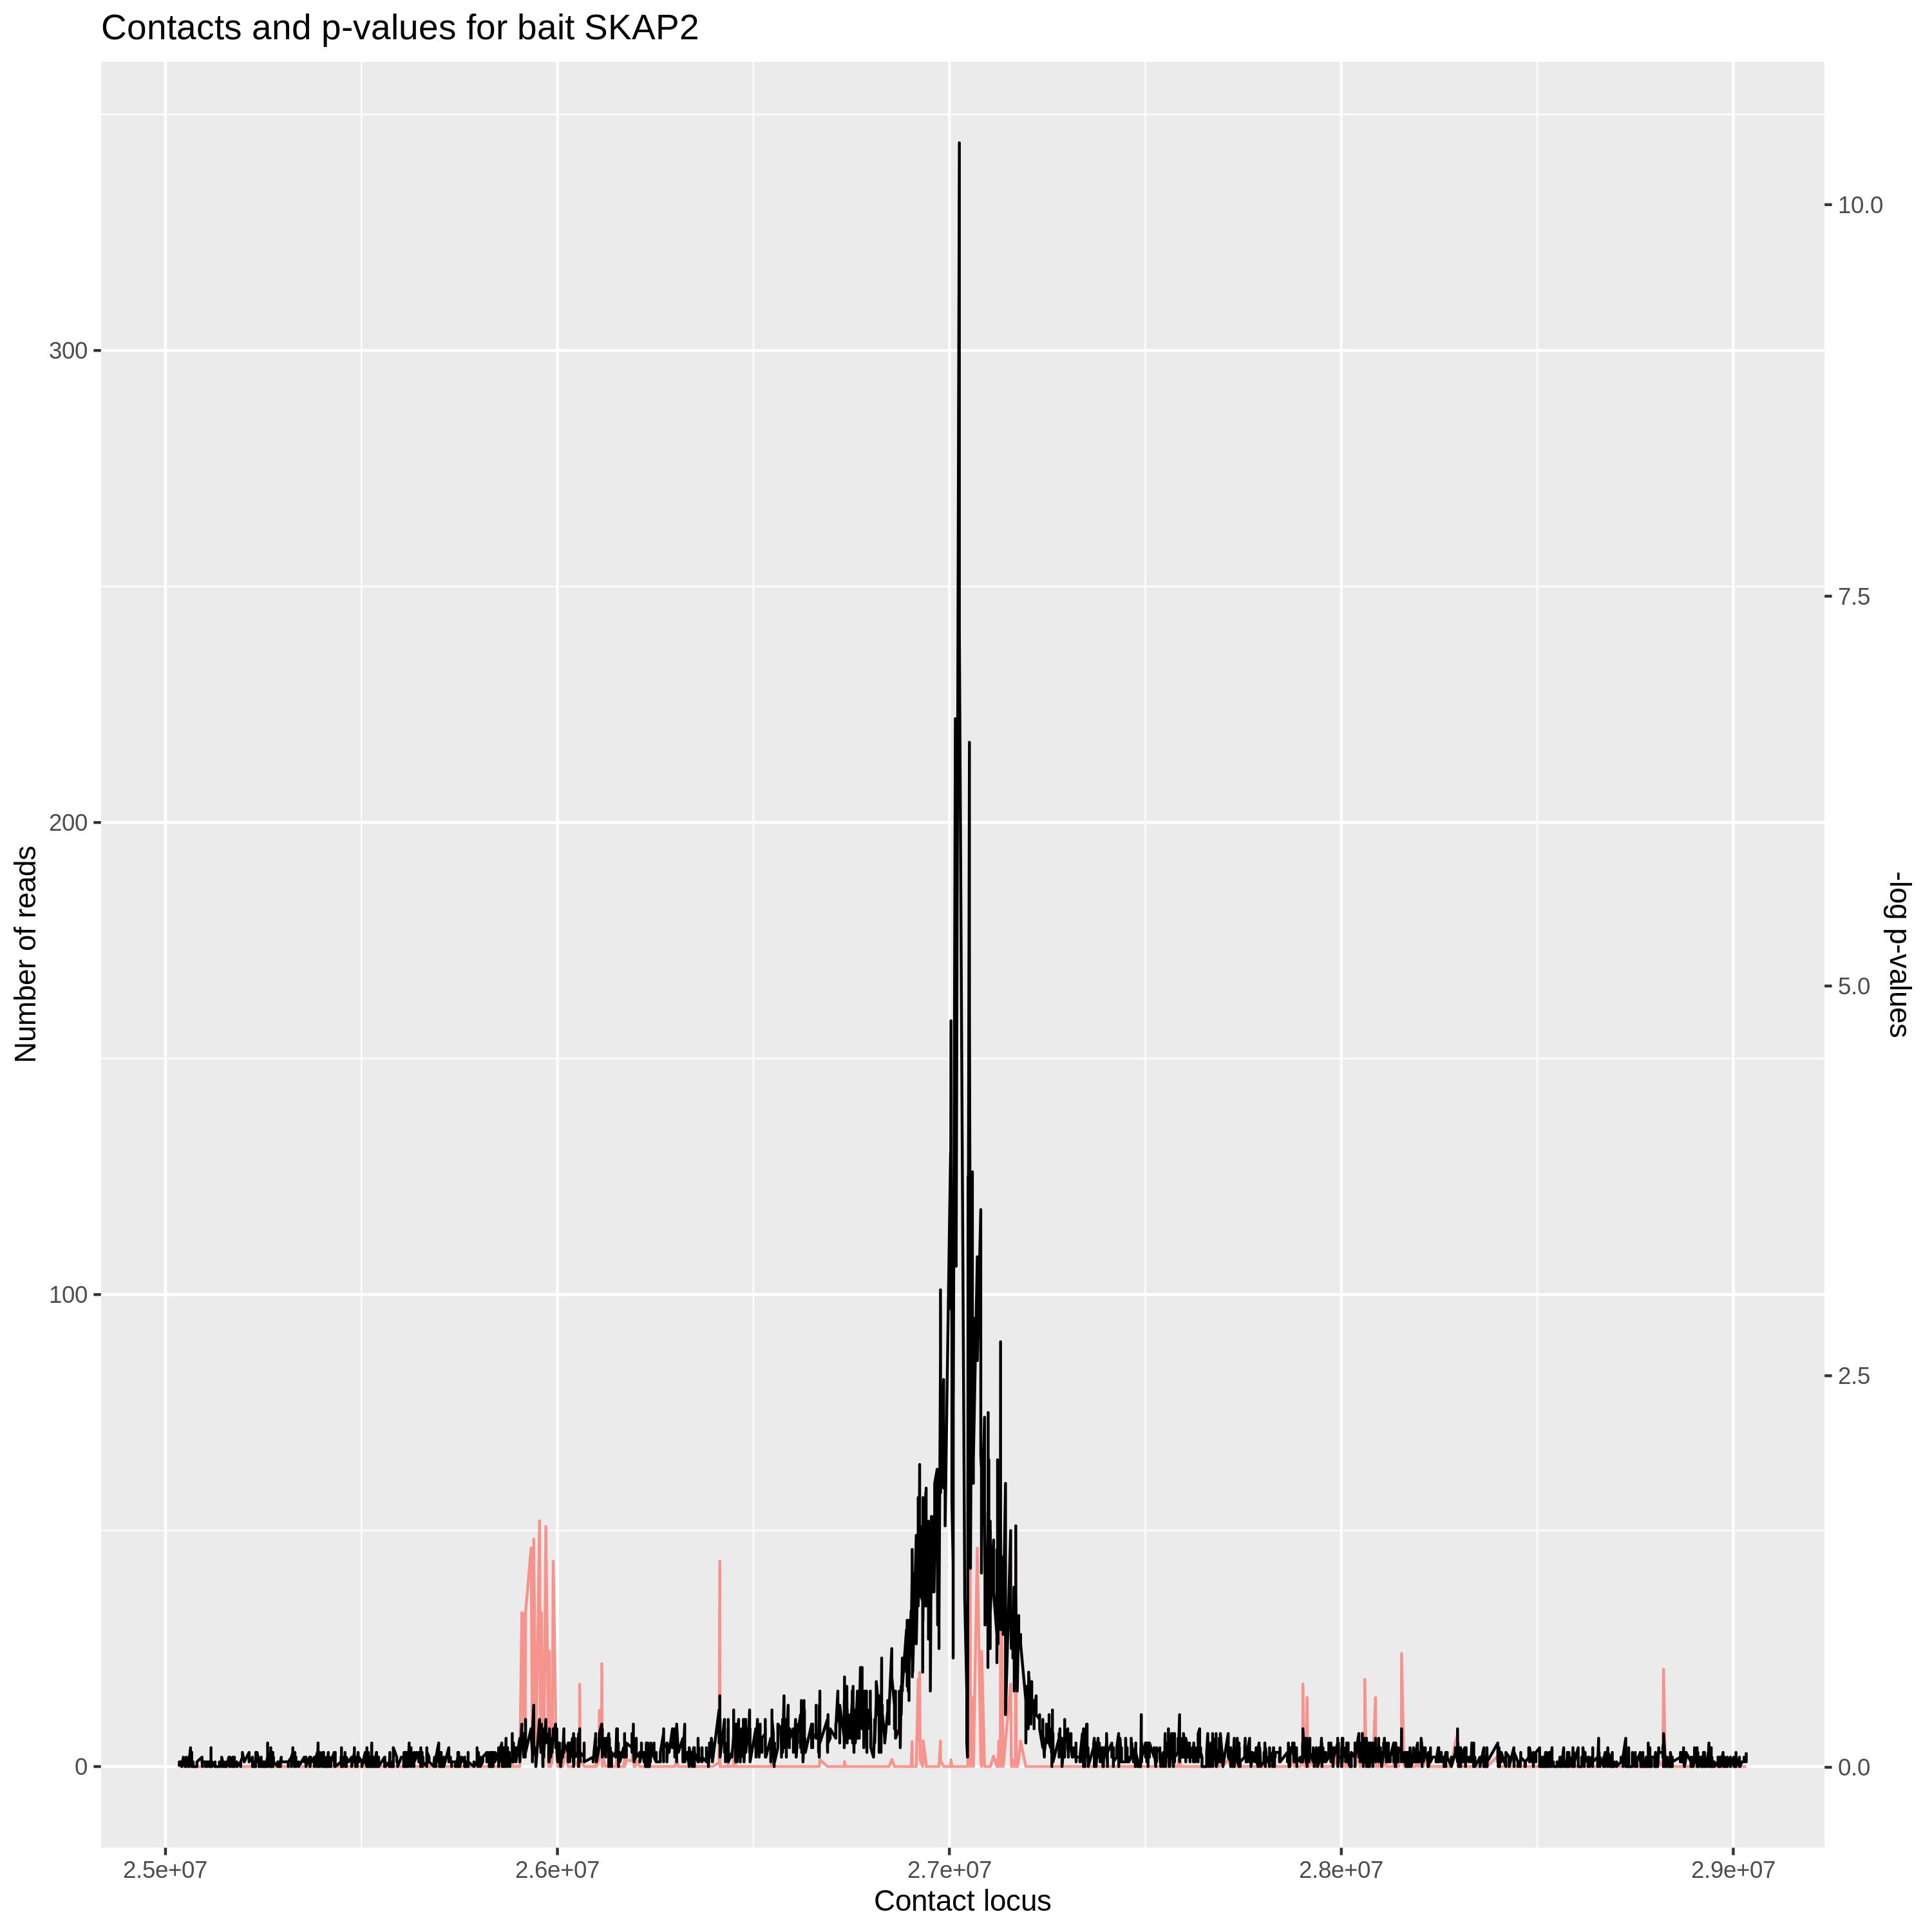 Contacts and p-values for bait SKAP2
300
200
100
0
Number of reads
10.0
7.5
5.0
2.5
0.0
-log p-values
2.5e+07 2.6e+07 2.7e+07 2.8e+07 2.9e+07
Contact locus